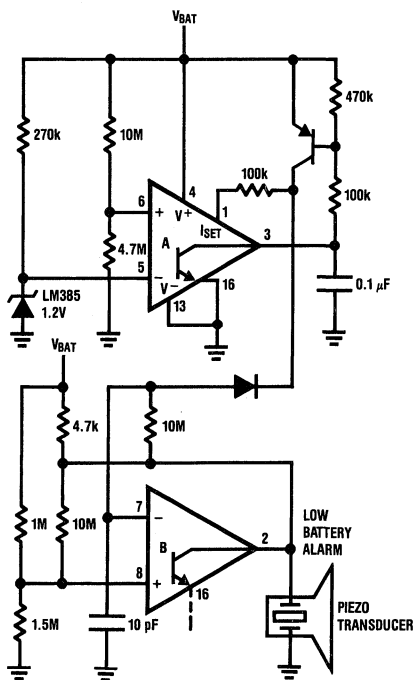 VBAT
470k
270k
10M
100k
4
V+
1
ISET
100k
6
+
3
A
4.7M
5
−
16
V−
13
0.1 µF
LM385
1.2V
VBAT
4.7k
10M
7
−
2
LOW
BATTERY
ALARM
1M
10M
B
8
+
16
1.5M
10 pF
PIEZO
TRANSDUCER